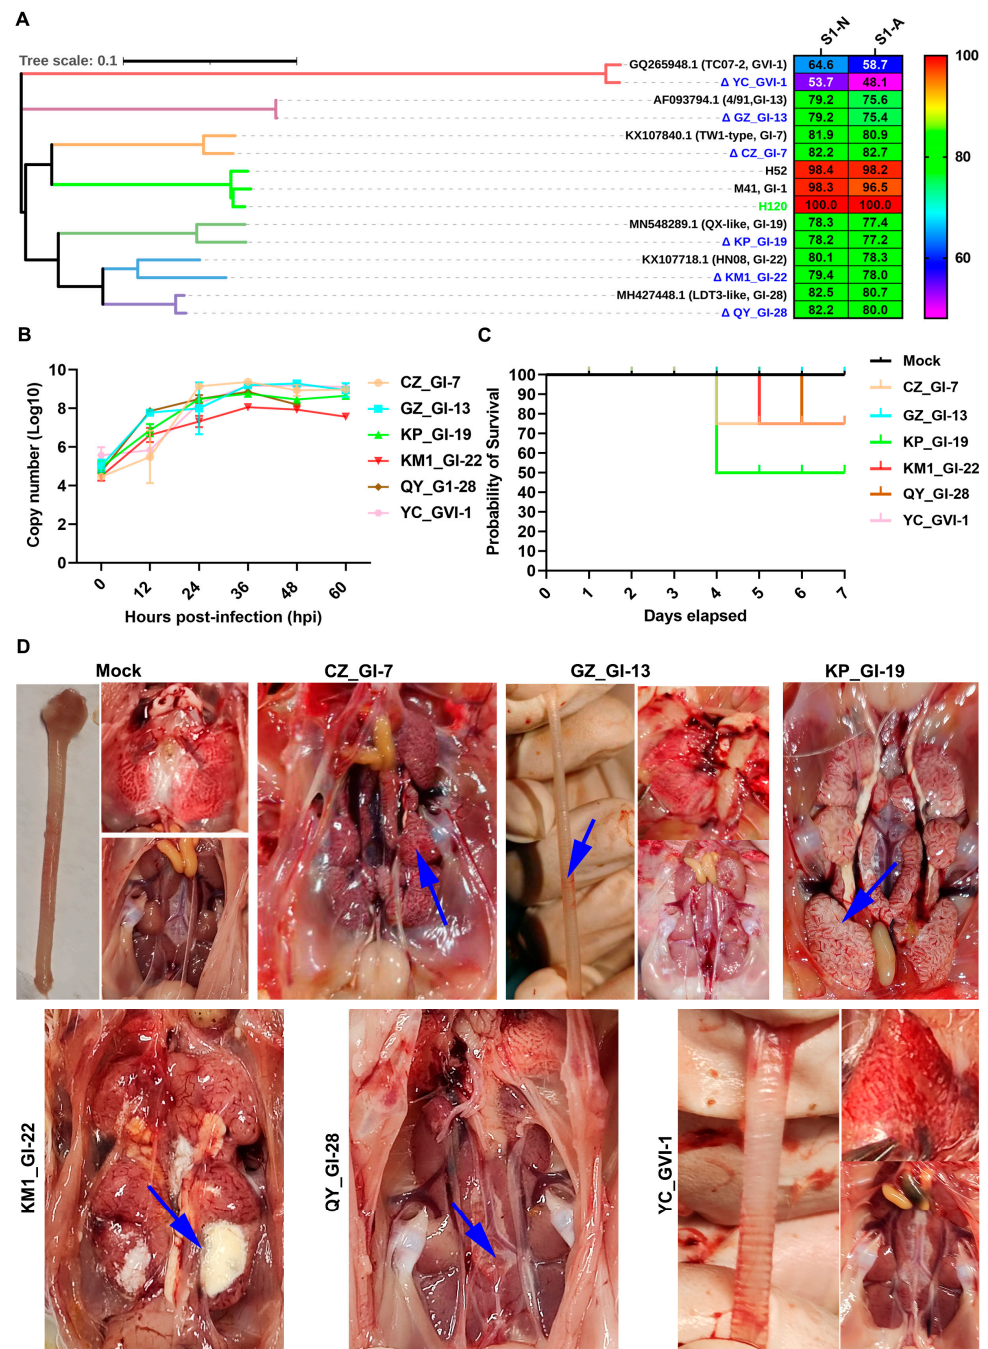 A
S1-N
S1-A
Tree scale: 0.1
GQ265948.1 (TC07-2, GVI-1) 64.6 58.7
Δ YC_GVI-1 53.7 48.1
AF093794.1 (4/91,GI-13) 79.2 75.6
Δ GZ_GI-13 79.2 75.4
KX107840.1 (TW1-type, GI-7) 81.9 80.9
Δ CZ_GI-7 82.2 82.7
H52 98.4 98.2
M41, GI-1 98.3 96.5
H120 100.0 100.0
MN548289.1 (QX-like, GI-19) 78.3 77.4
Δ KP_GI-19 78.2 77.2
KX107718.1 (HN08, GI-22) 80.1 78.3
Δ KM1_GI-22 79.4 78.0
MH427448.1 (LDT3-like, GI-28) 82.5 80.7
Δ QY_GI-28 82.2 80.0
100
80
60
B
Copy number (Log10)
10
8
6
4
2
0
0 12 24 36 48 60
Hours post-infection (hpi)
CZ_GI-7
GZ_GI-13
KP_GI-19
KM1_GI-22
QY_G1-28
YC_GVI-1
C
Probability of Survival
100
90
80
70
60
50
40
30
20
10
0
0 1 2 3 4 5 6 7
Days elapsed
Mock
CZ_GI-7
GZ_GI-13
KP_GI-19
KM1_GI-22
QY_GI-28
YC_GVI-1
D
Mock
CZ_GI-7
GZ_GI-13
KP_GI-19
KM1_GI-22
QY_GI-28
YC_GVI-1